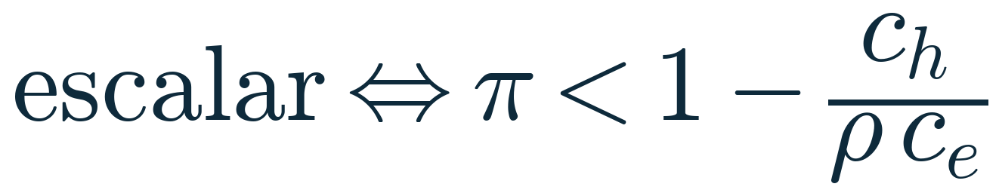 escalar ⇔ π < 1 − c_h / (ρ c_e)